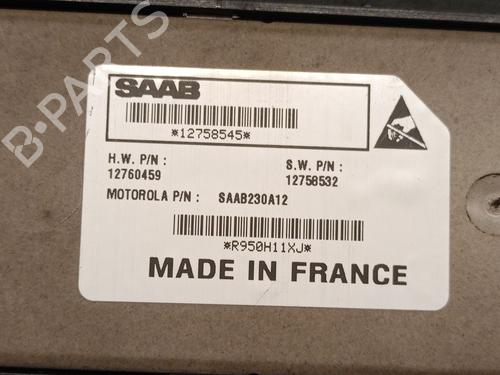 SAAB
*12758545*
H.W. P/N : S.W. P/N :
12760459 12758532
MOTOROLA P/N : SAAB230A12
*R950H11XJ*
MADE IN FRANCE
B-PARTS